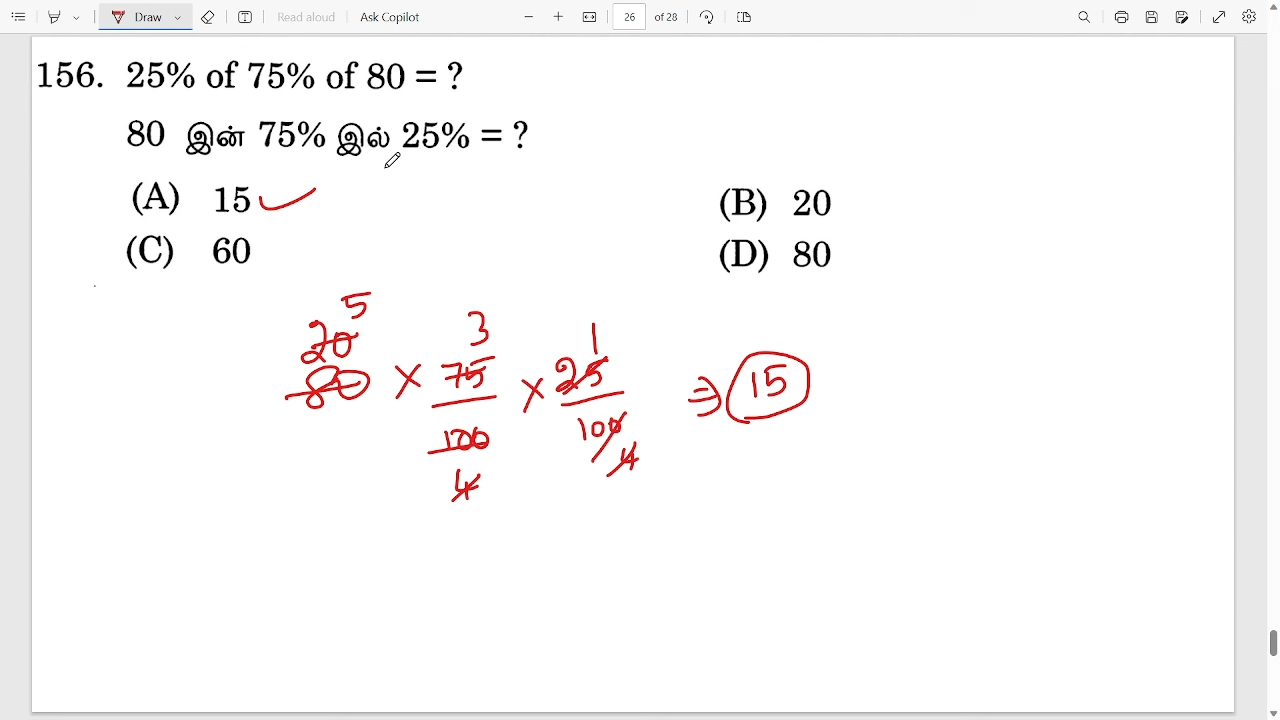 Draw Read aloud Ask Copilot 26 of 28
156. 25% of 75% of 80 = ?
80 இன் 75% இல் 25% = ?
(A) 15 (B) 20
(C) 60 (D) 80
5
20 3 1
80 × 75 × 25 ⇒ 15
100 100
4 4